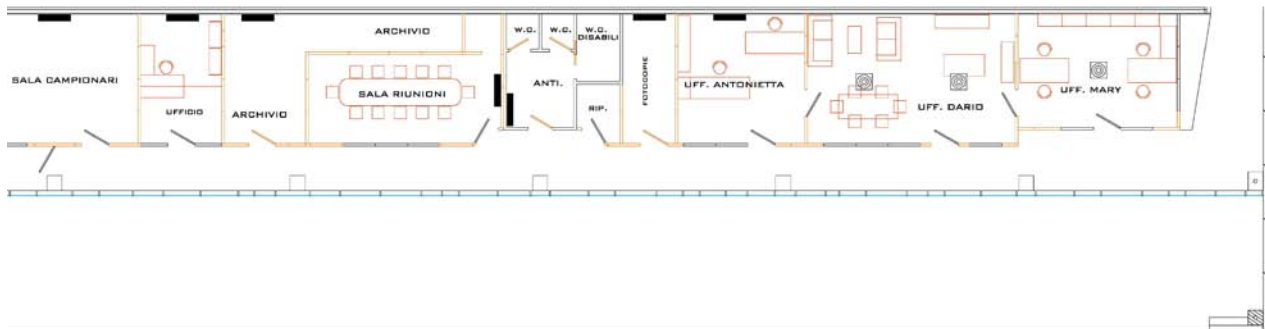 SALA CAMPIONARI
UFFICIO
ARCHIVIO
ARCHIVIO
SALA RIUNIONI
W.C.
W.C.
W.C.
DISABILI
ANTI.
RIP.
FOTOCOPIE
UFF. ANTONIETTA
UFF. DARIO
UFF. MARY